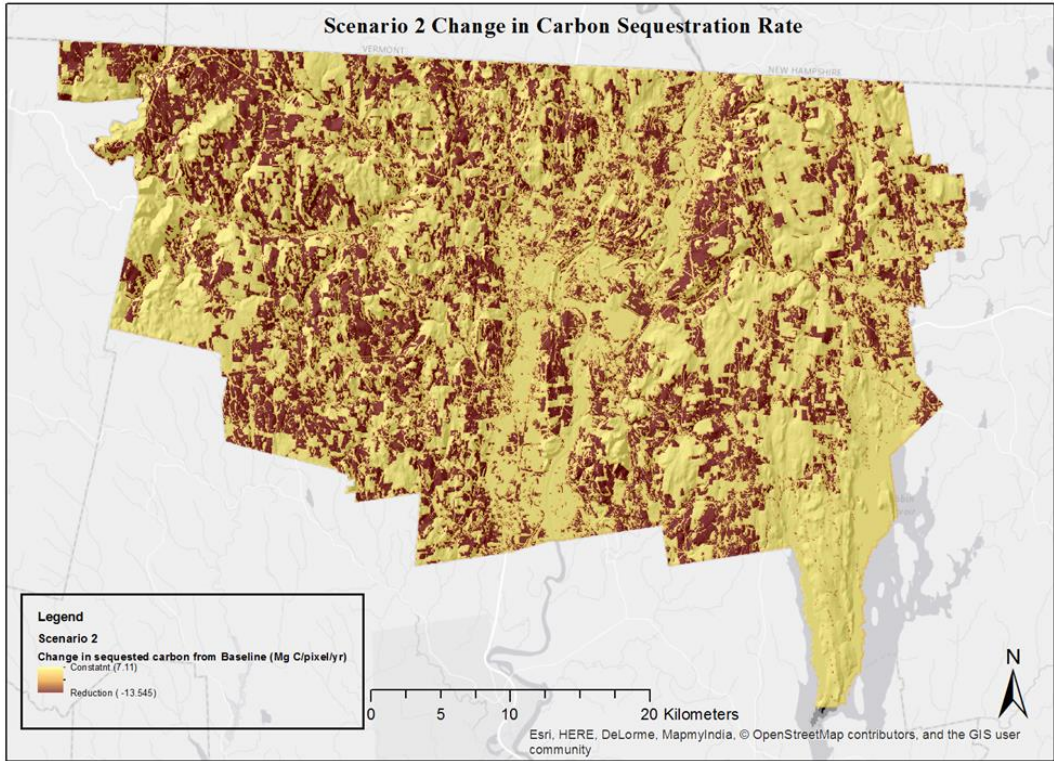 Scenario 2 Change in Carbon Sequestration Rate
VERMONT
NEW HAMPSHIRE
Legend
Scenario 2
Change in sequested carbon from Baseline (Mg C/pixel/yr)
Constatnt (7.11)
Reduction ( -13.545)
0 5 10 20 Kilometers
N
Esri, HERE, DeLorme, MapmyIndia, © OpenStreetMap contributors, and the GIS user
community